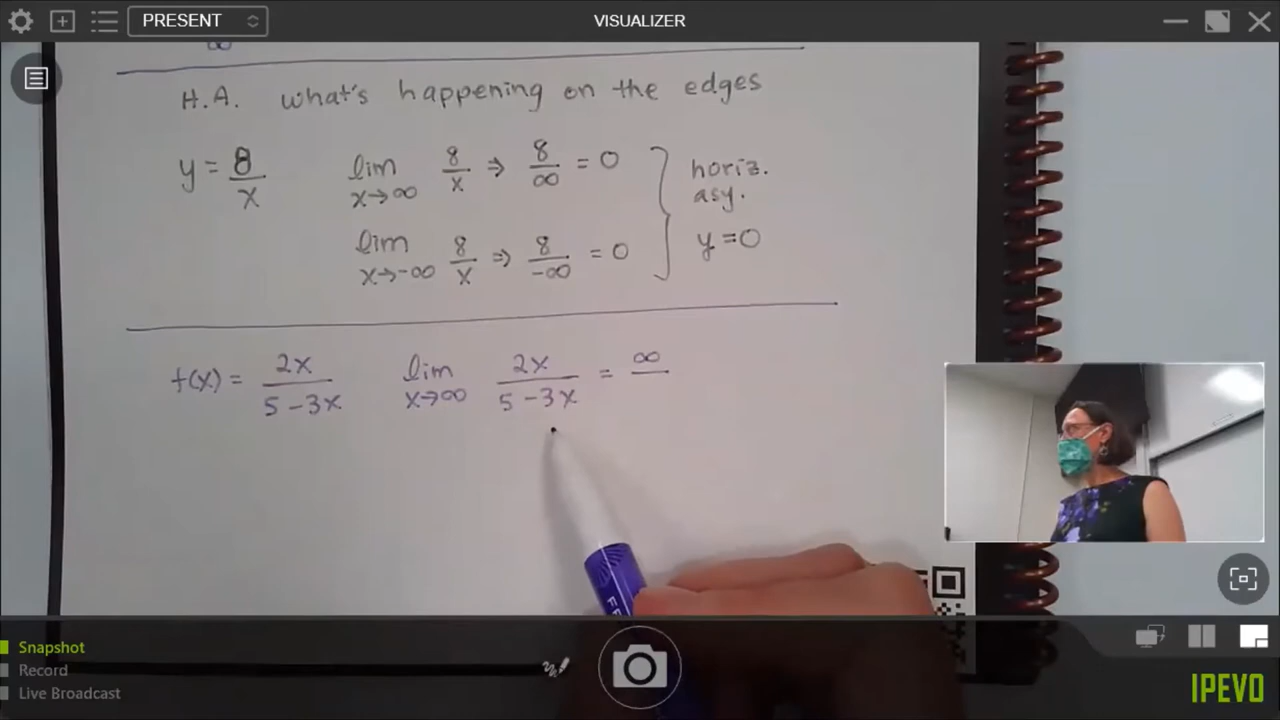 PRESENT
VISUALIZER
∞
H.A. what's happening on the edges
y = 8/x lim x→∞ 8/x ⇒ 8/∞ = 0
lim x→-∞ 8/x ⇒ 8/-∞ = 0
horiz.
asy.
y = 0
f(x) = 2x/(5-3x) lim x→∞ 2x/(5-3x) = ∞/
Snapshot
Record
Live Broadcast
IPEVO